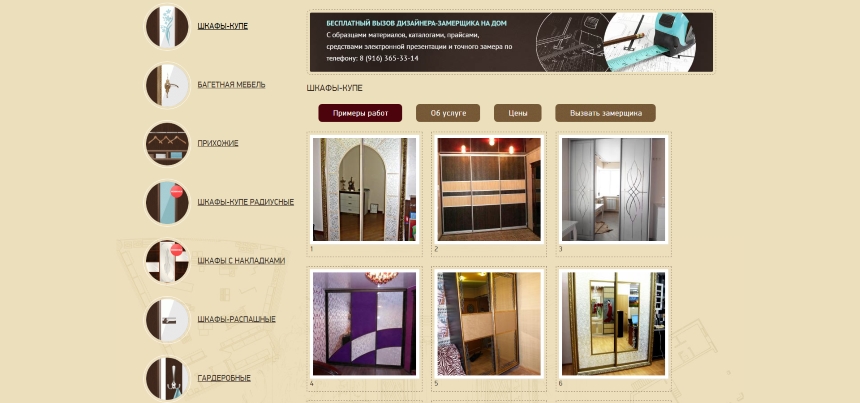 ШКАФЫ-КУПЕ
БАГЕТНАЯ МЕБЕЛЬ
ПРИХОЖИЕ
ШКАФЫ-КУПЕ РАДИУСНЫЕ
ШКАФЫ С НАКЛАДКАМИ
ШКАФЫ-РАСПАШНЫЕ
ГАРДЕРОБНЫЕ
БЕСПЛАТНЫЙ ВЫЗОВ ДИЗАЙНЕРА-ЗАМЕРЩИКА НА ДОМ
С образцами материалов, каталогами, прайсами,
средствами электронной презентации и точного замера по
телефону: 8 (916) 365-33-14
ШКАФЫ-КУПЕ
Примеры работ
Об услуге
Цены
Вызвать замерщика
1
2
3
4
5
6